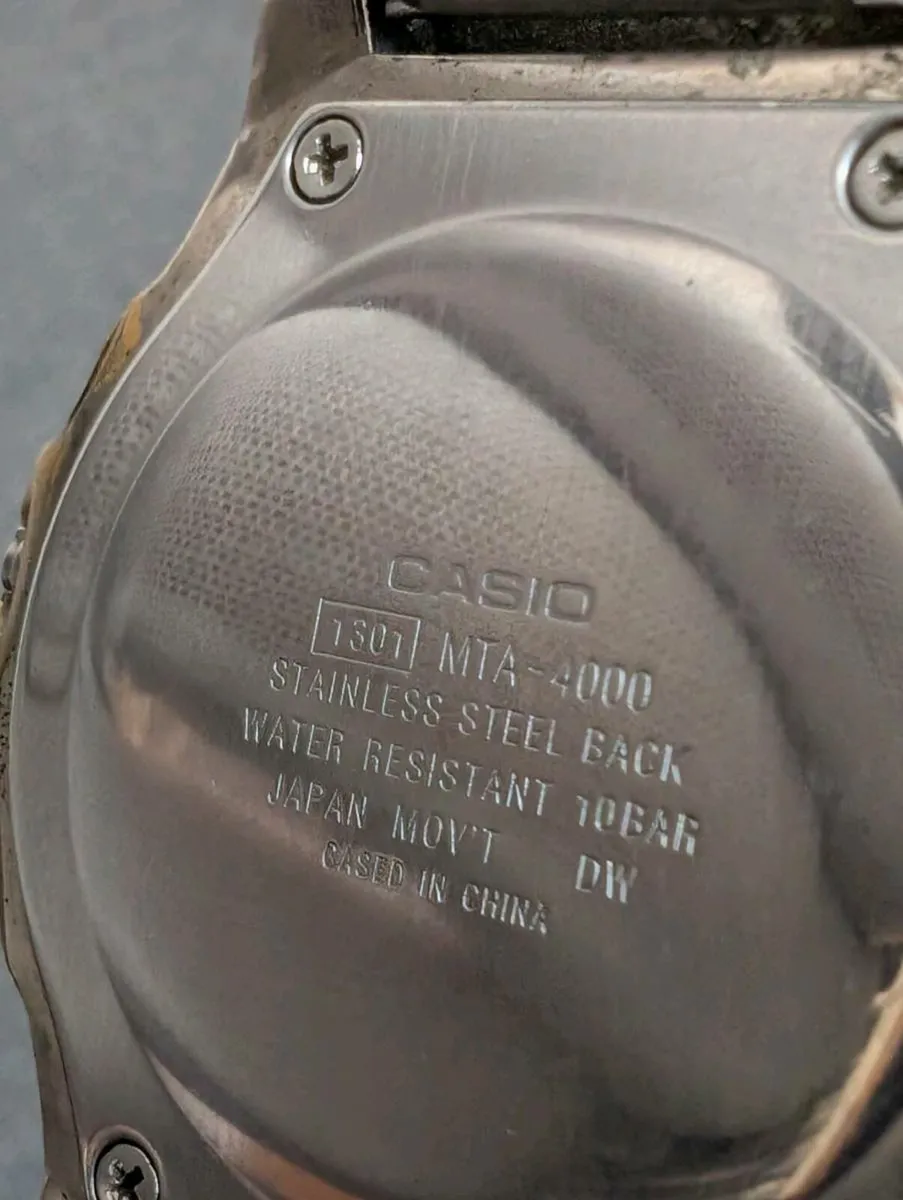 CASIO
1301 MTA-4000
STAINLESS STEEL BACK
WATER RESISTANT 10BAR
JAPAN MOV'T DW
CASED IN CHINA